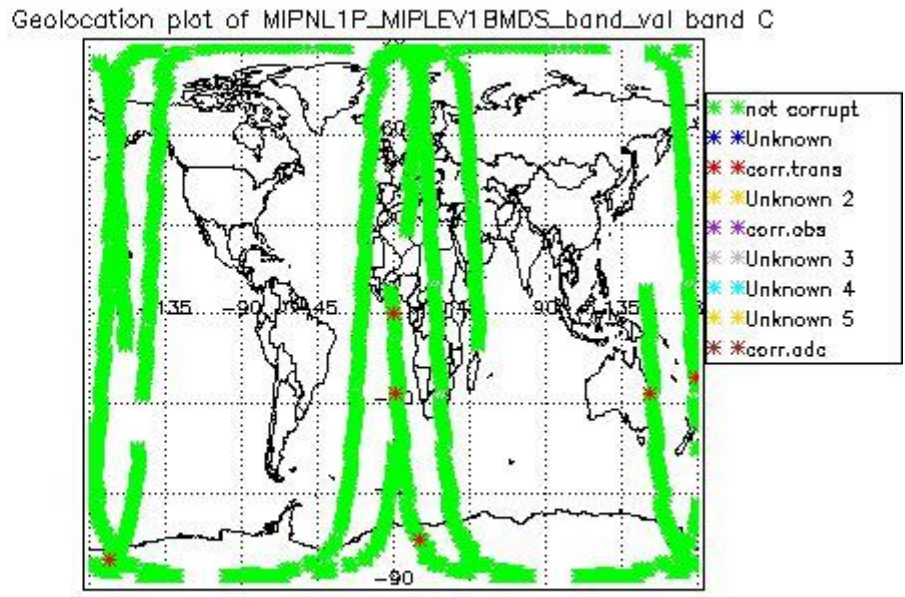 Geolocation plot of MIPNL1P_MIPLEV1BMDS_band_val band C
not corrupt
Unknown
corr.trans
Unknown 2
corr.obs
Unknown 3
Unknown 4
Unknown 5
corr.adc
60
-135 -90 -45 90 135
-90